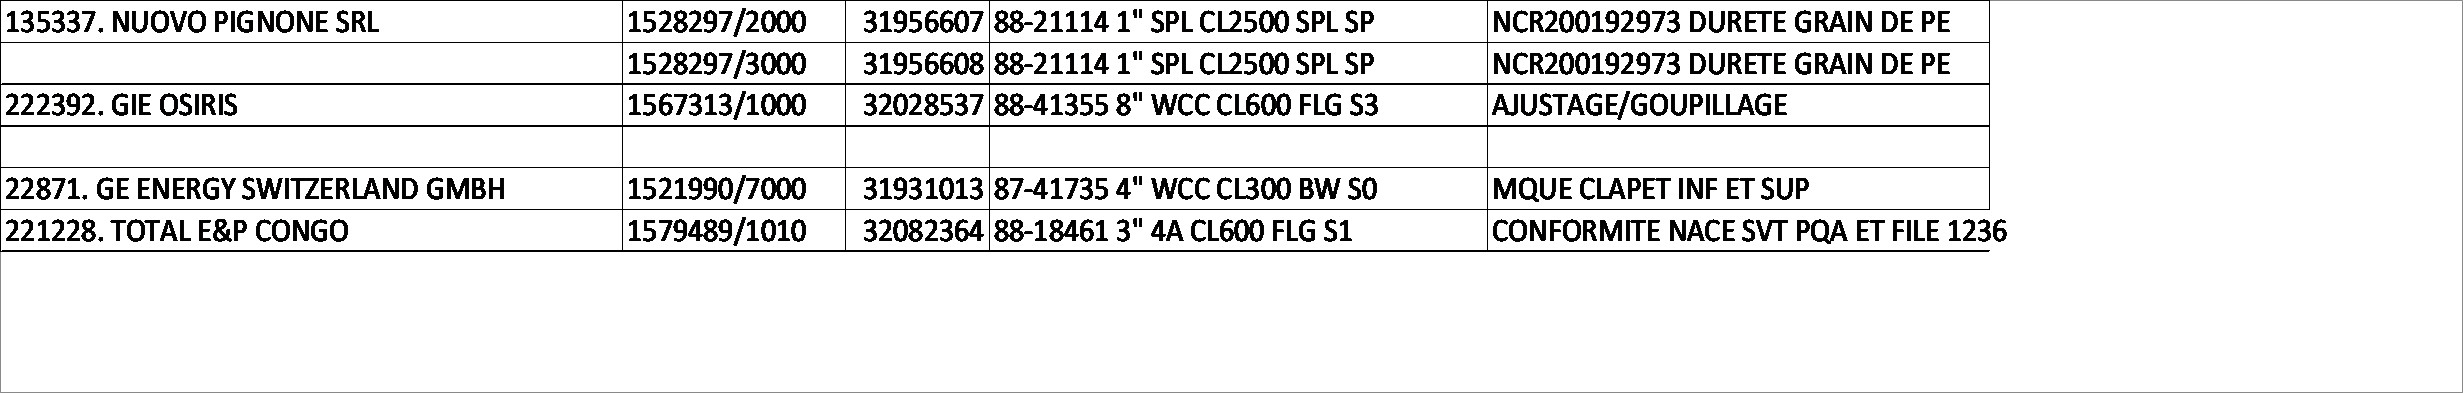 135337. NUOVO PIGNONE SRL 1528297/2000 31956607 88-21114 1" SPL CL2500 SPL SP NCR200192973 DURETE GRAIN DE PE
1528297/3000 31956608 88-21114 1" SPL CL2500 SPL SP NCR200192973 DURETE GRAIN DE PE
222392. GIE OSIRIS 1567313/1000 32028537 88-41355 8" WCC CL600 FLG S3 AJUSTAGE/GOUPILLAGE
22871. GE ENERGY SWITZERLAND GMBH 1521990/7000 31931013 87-41735 4" WCC CL300 BW S0 MQUE CLAPET INF ET SUP
221228. TOTAL E&P CONGO 1579489/1010 32082364 88-18461 3" 4A CL600 FLG S1 CONFORMITE NACE SVT PQA ET FILE 1236